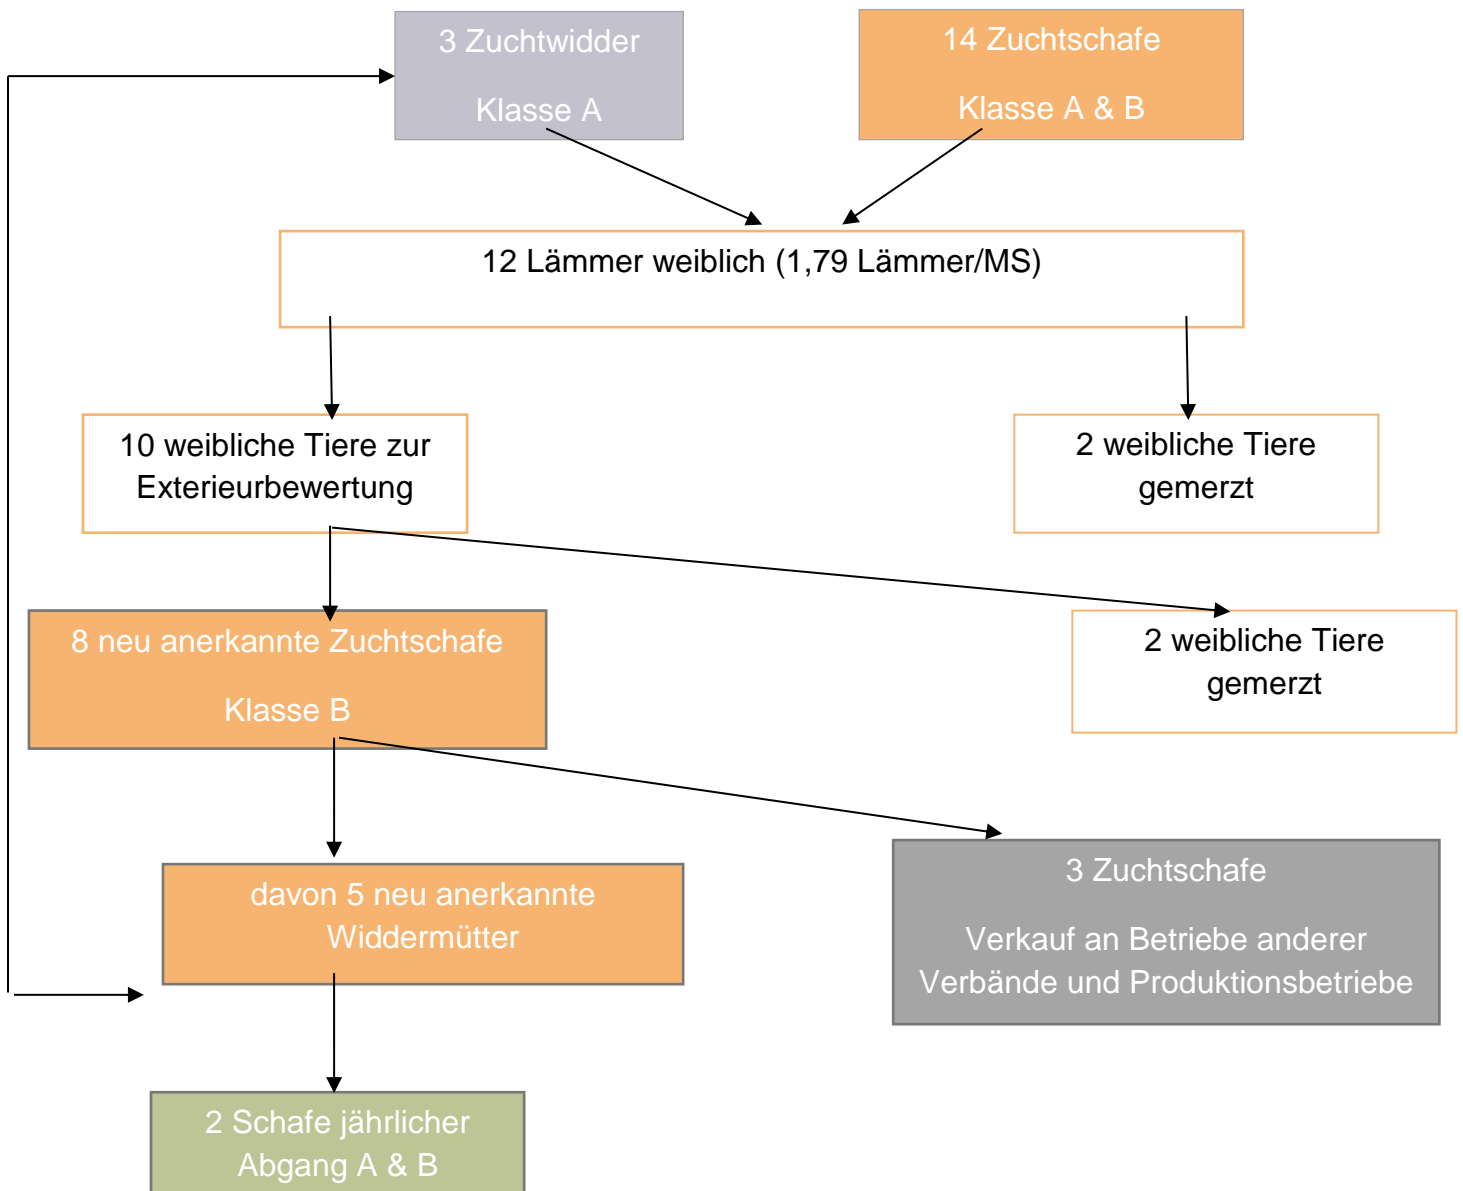 3 Zuchtwidder
Klasse A
14 Zuchtschafe
Klasse A & B
12 Lämmer weiblich (1,79 Lämmer/MS)
10 weibliche Tiere zur
Exterieurbewertung
2 weibliche Tiere
gemerzt
8 neu anerkannte Zuchtschafe
Klasse B
2 weibliche Tiere
gemerzt
davon 5 neu anerkannte
Widdermütter
3 Zuchtschafe
Verkauf an Betriebe anderer
Verbände und Produktionsbetriebe
2 Schafe jährlicher
Abgang A & B